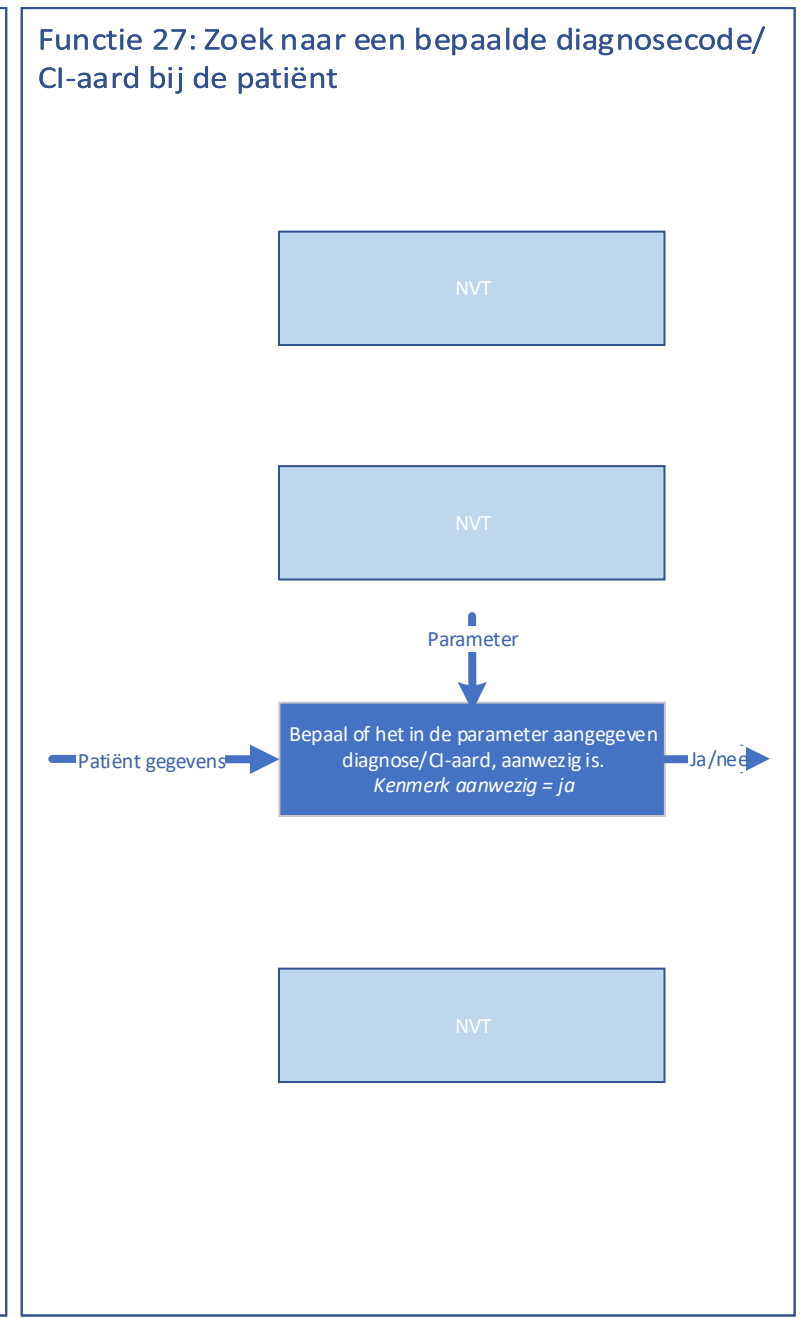 Functie 27: Zoek naar een bepaalde diagnosecode/
CI-aard bij de patiënt
NVT
NVT
Parameter
Bepaal of het in de parameter aangegeven
diagnose/CI-aard, aanwezig is.
Kenmerk aanwezig = ja
Patiënt gegevens
Ja/nee
NVT